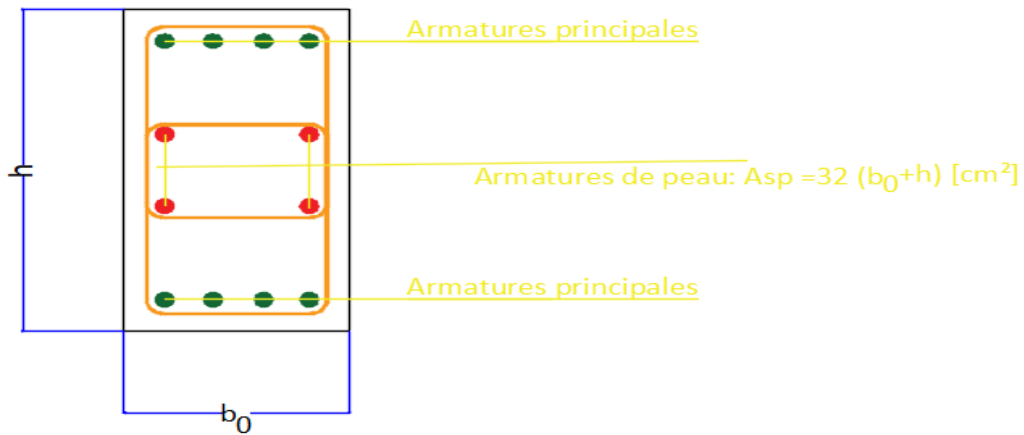 Armatures principales
h
Armatures de peau: Asp =32 (b0+h) [cm²]
Armatures principales
b0